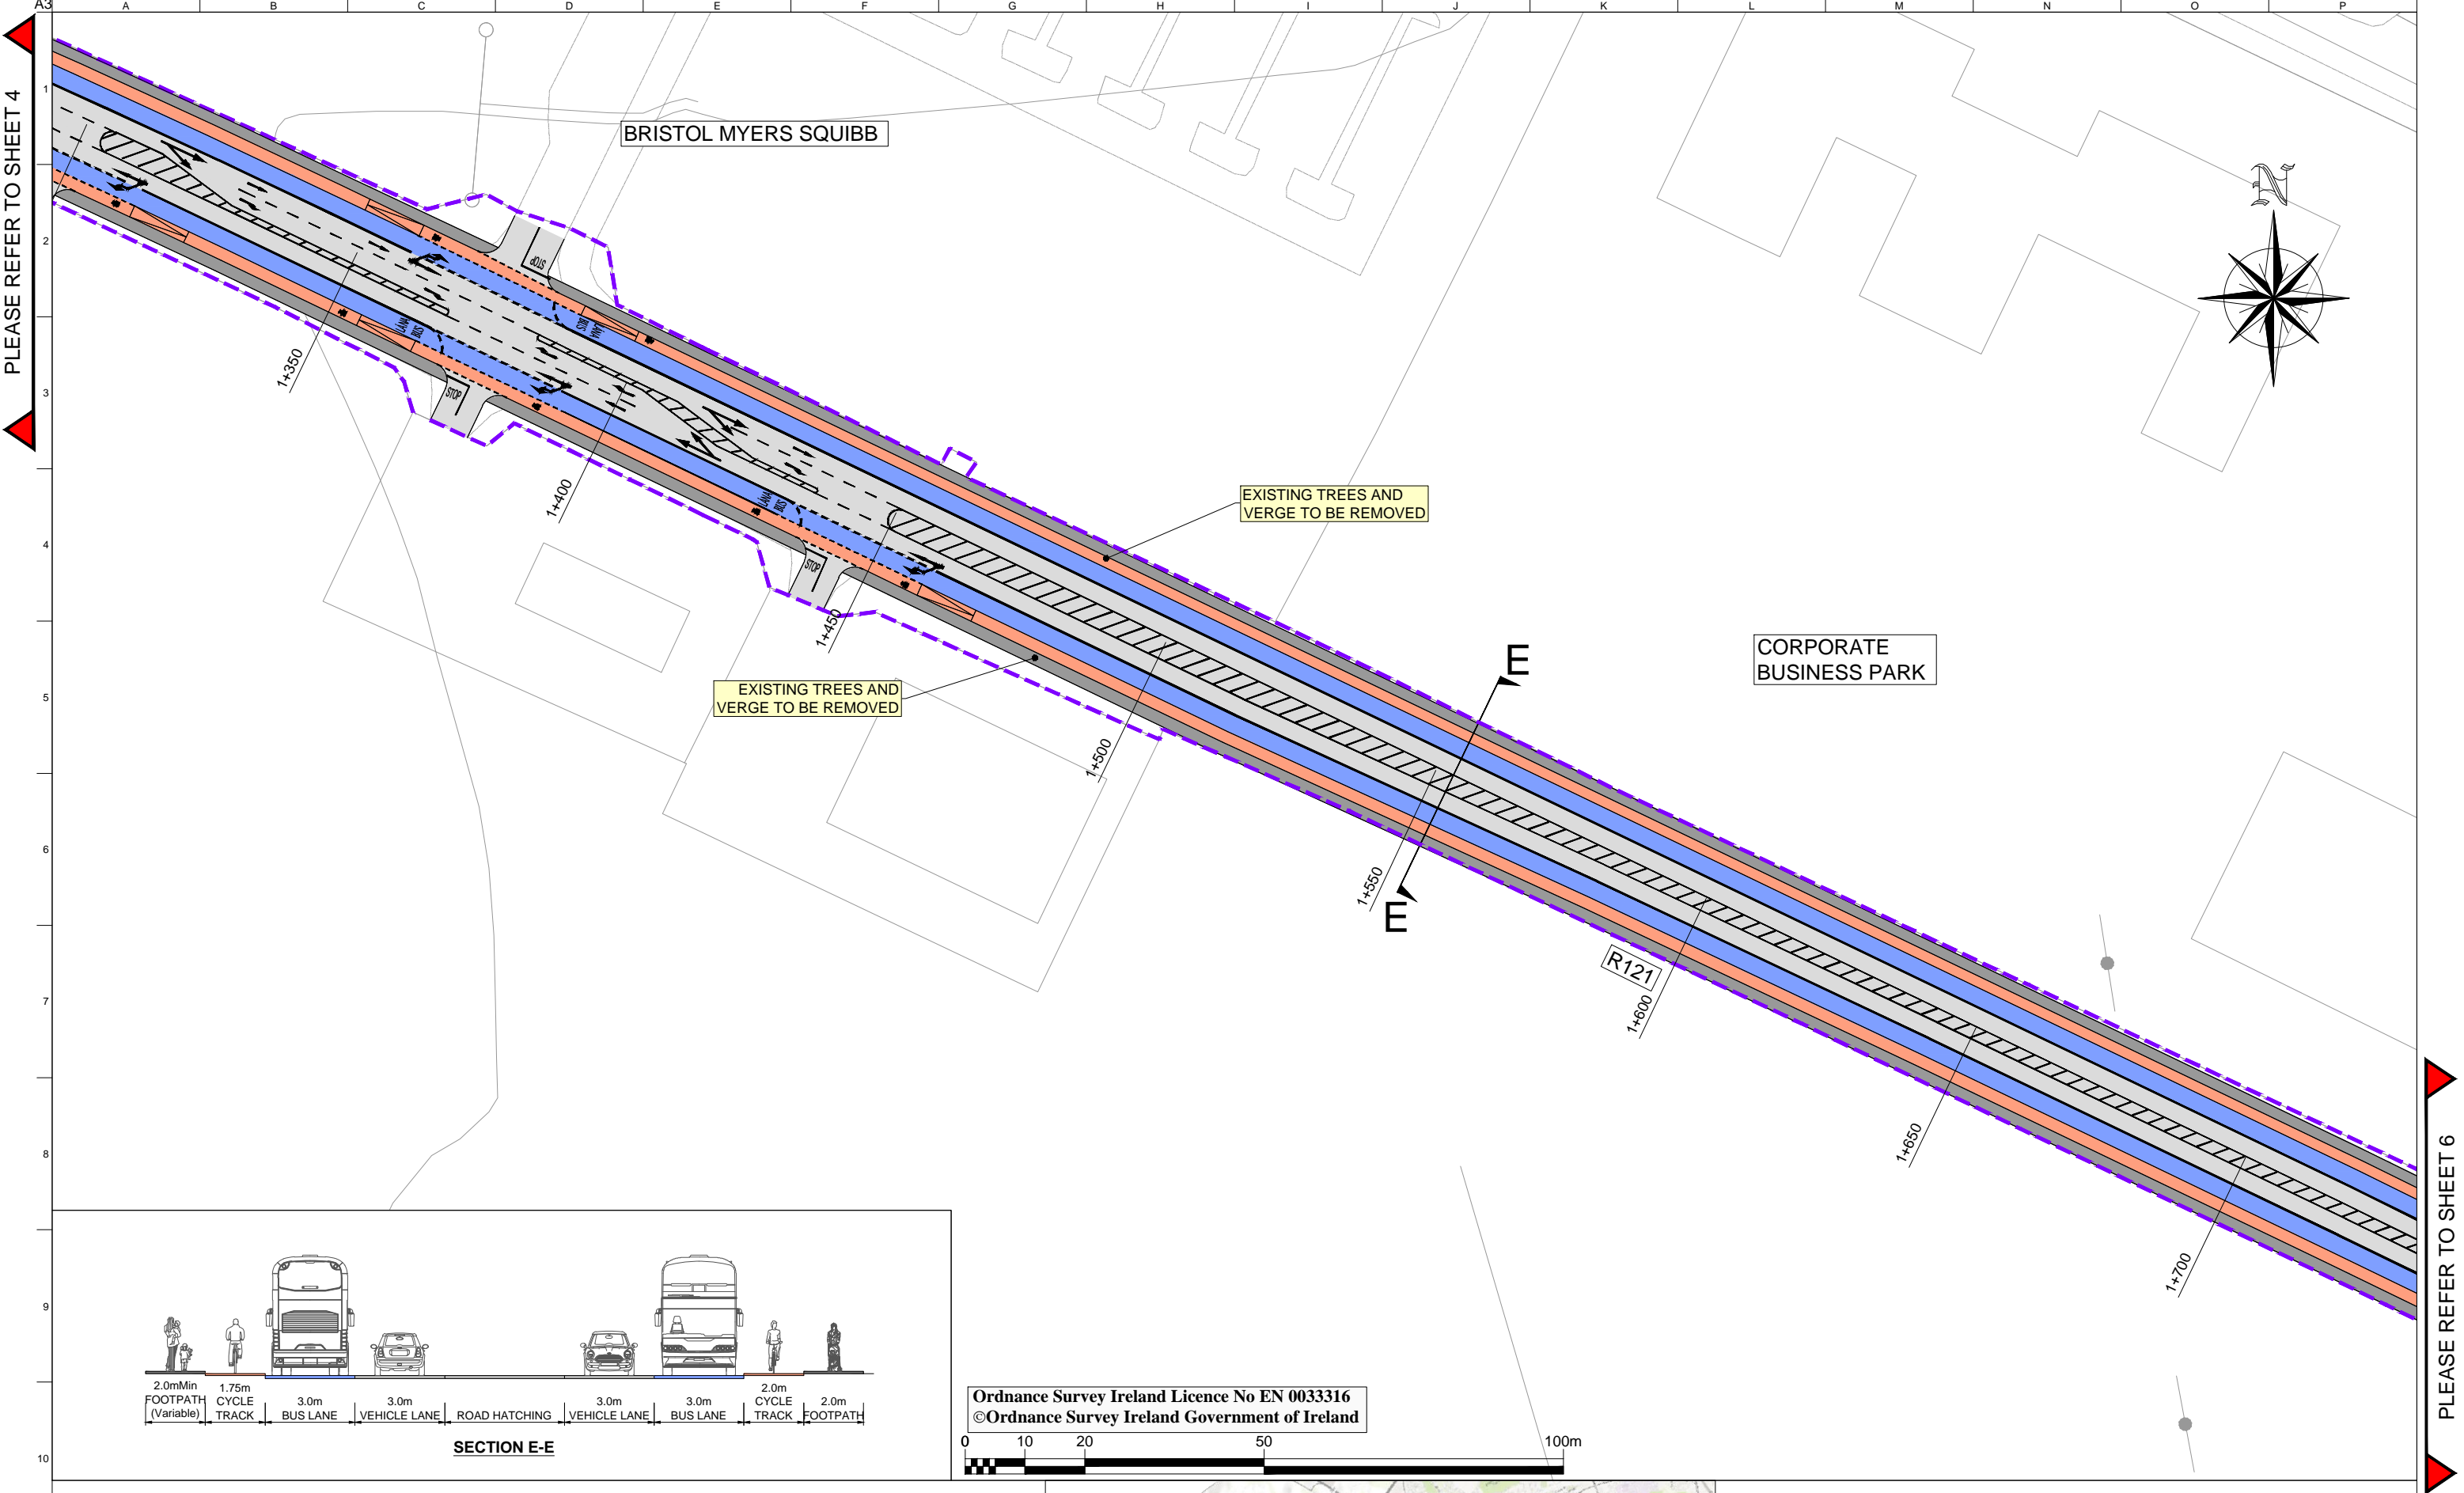 A3
A B C D E F G H I J K L M N O P
1
2
3
4
5
6
7
8
9
10
PLEASE REFER TO SHEET 4
BRISTOL MYERS SQUIBB
N
STOP
LÁNA
BUS
LÁNA
BUS
STOP
1+350
1+400
LÁNA
BUS
STOP
1+450
EXISTING TREES AND
VERGE TO BE REMOVED
EXISTING TREES AND
VERGE TO BE REMOVED
CORPORATE
BUSINESS PARK
E
E
1+500
1+550
R121
1+600
1+650
1+700
PLEASE REFER TO SHEET 6
2.0mMin
FOOTPATH
(Variable)
1.75m
CYCLE
TRACK
3.0m
BUS LANE
3.0m
VEHICLE LANE
ROAD HATCHING
3.0m
VEHICLE LANE
3.0m
BUS LANE
2.0m
CYCLE
TRACK
2.0m
FOOTPATH
SECTION E-E
Ordnance Survey Ireland Licence No EN 0033316
©Ordnance Survey Ireland Government of Ireland
0 10 20 50 100m